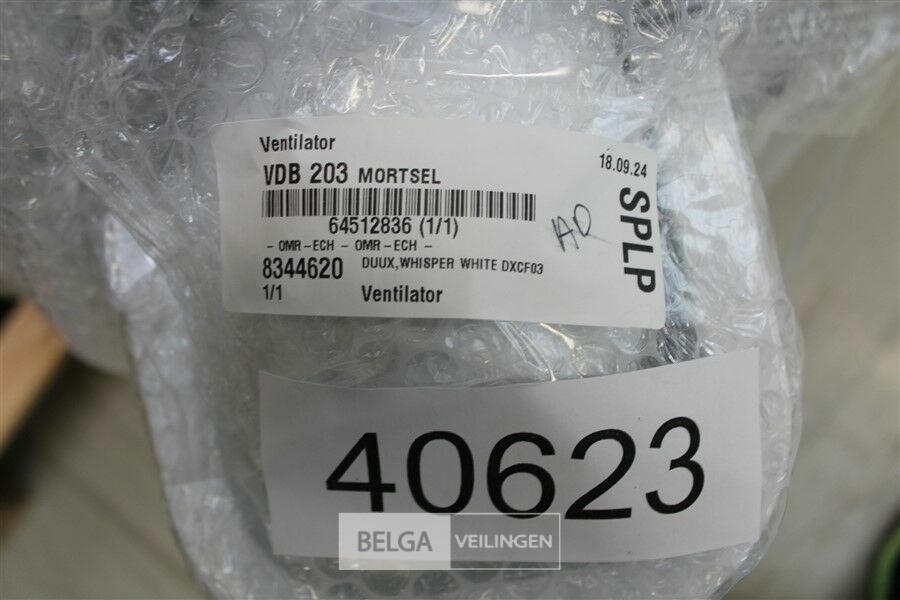 Ventilator
VDB 203 MORTSEL
18.09.24
64512836 (1/1)
SPLP
- OMR-ECH - OMR-ECH -
8344620 DUUX,WHISPER WHITE DXCF03
1/1 Ventilator
40623
BELGA VEILINGEN